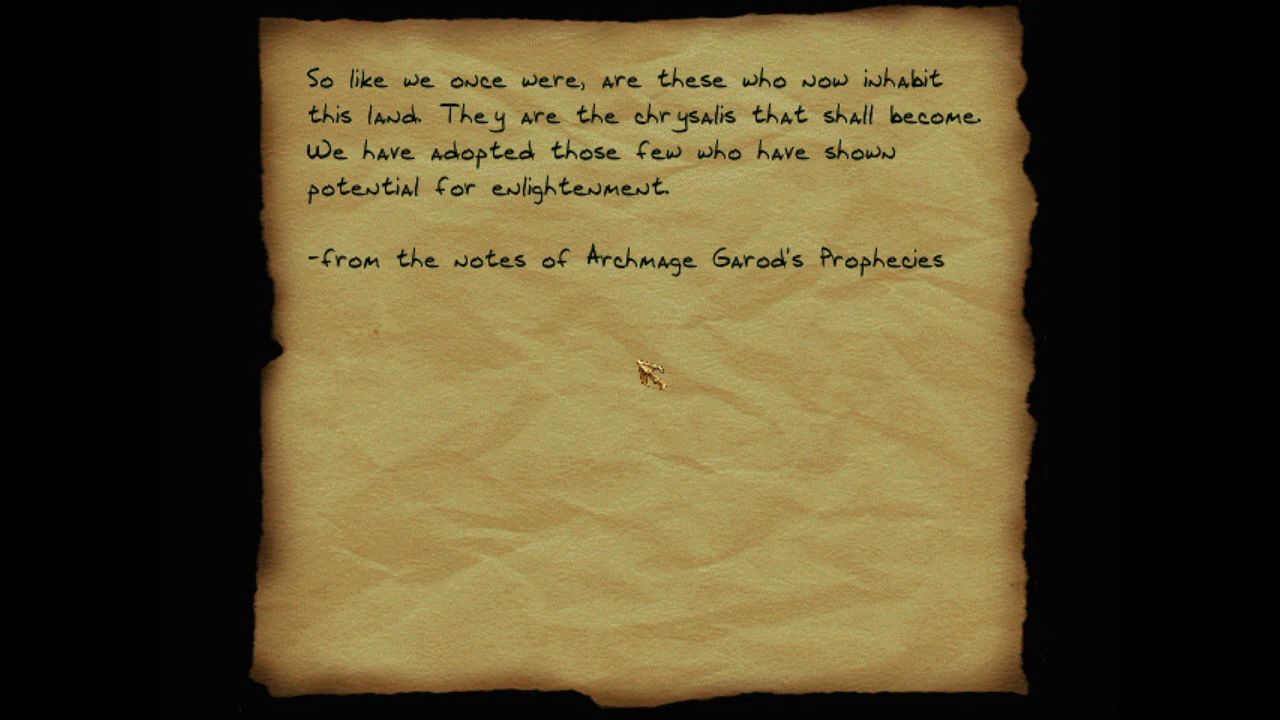 So like we once were, are these who now inhabit
this land. They are the chrysalis that shall become.
We have adopted those few who have shown
potential for enlightenment.
-from the notes of Archmage Garod's Prophecies